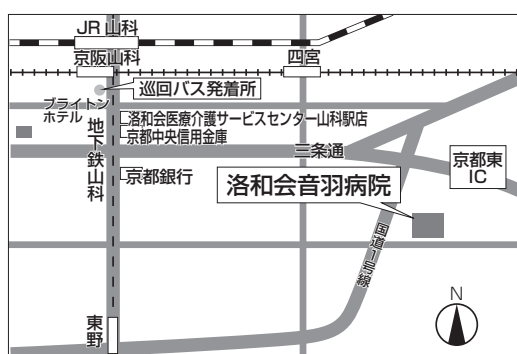 JR山科
京阪山科
四宮
巡回バス発着所
ブライトン
ホテル
地下鉄山科
洛和会医療介護サービスセンター山科駅店
京都中央信用金庫
三条通
京都東
IC
京都銀行
洛和会音羽病院
国道1号線
東野
N